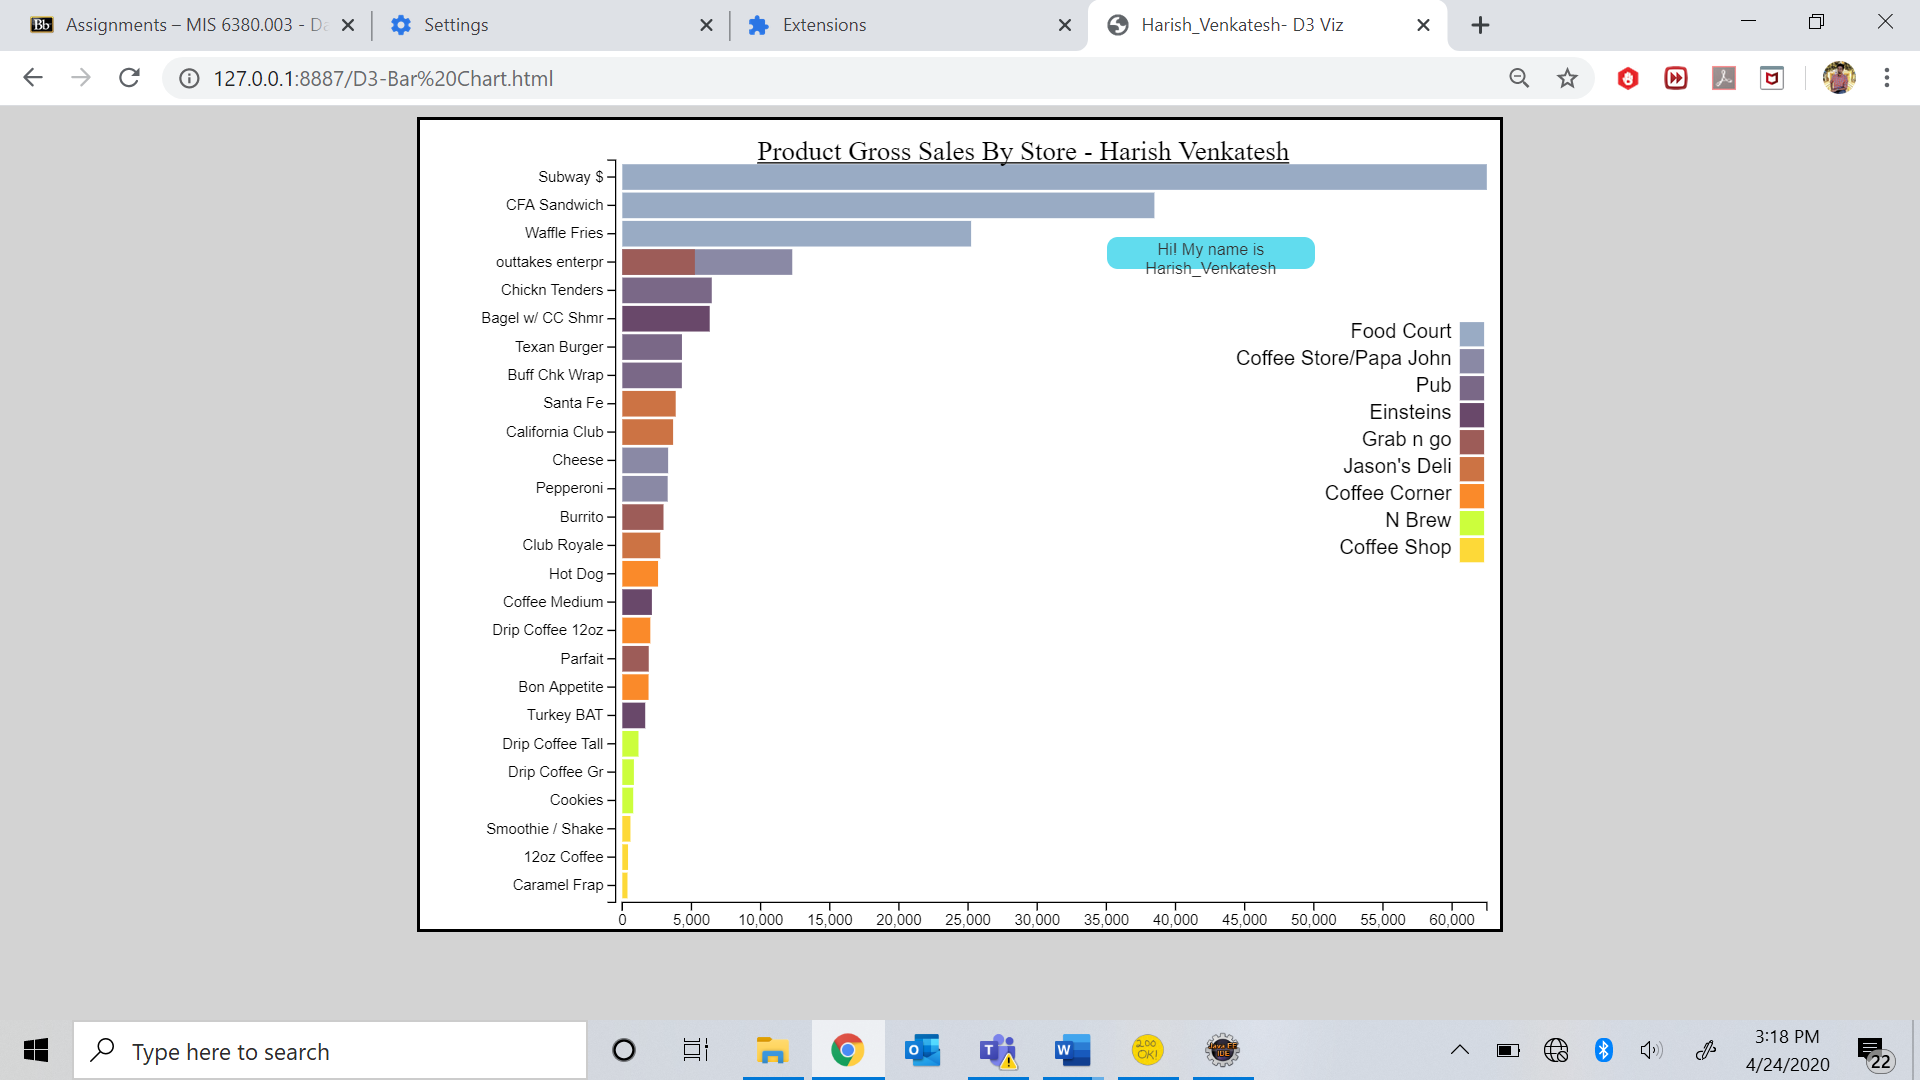 Assignments – MIS 6380.003 - Da
Settings
Extensions
Harish_Venkatesh- D3 Viz
127.0.0.1:8887/D3-Bar%20Chart.html
Product Gross Sales By Store - Harish Venkatesh
Subway $
CFA Sandwich
Waffle Fries
outtakes enterpr
Chickn Tenders
Bagel w/ CC Shmr
Texan Burger
Buff Chk Wrap
Santa Fe
California Club
Cheese
Pepperoni
Burrito
Club Royale
Hot Dog
Coffee Medium
Drip Coffee 12oz
Parfait
Bon Appetite
Turkey BAT
Drip Coffee Tall
Drip Coffee Gr
Cookies
Smoothie / Shake
12oz Coffee
Caramel Frap
Hi! My name is
Harish_Venkatesh
Food Court
Coffee Store/Papa John
Pub
Einsteins
Grab n go
Jason's Deli
Coffee Corner
N Brew
Coffee Shop
0 5,000 10,000 15,000 20,000 25,000 30,000 35,000 40,000 45,000 50,000 55,000 60,000
Type here to search
200
OK!
JAVA EE
IDE
3:18 PM
4/24/2020
22